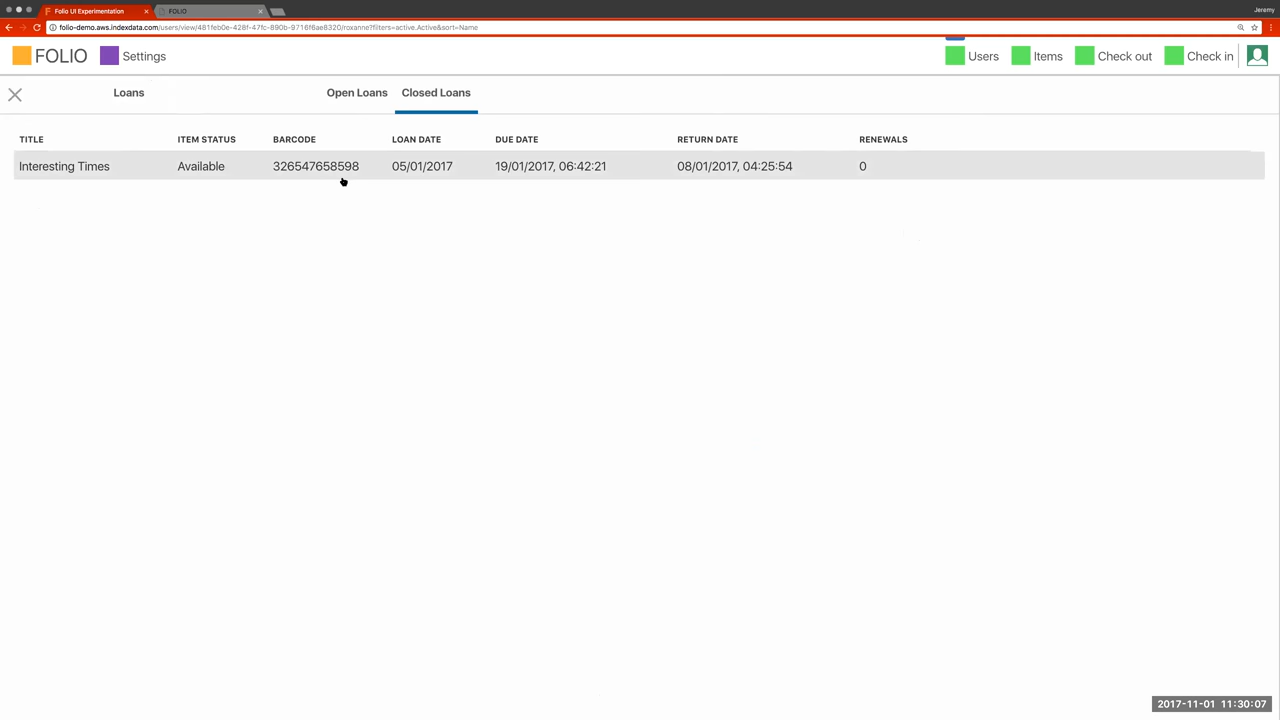 Folio UI Experimentation FOLIO Jeremy
folio-demo.aws.indexdata.com/users/view/481feb0e-428f-47fc-890b-9716f6ae8320/roxanne?filters=active.Active&sort=Name
FOLIO Settings Users Items Check out Check in
Loans Open Loans Closed Loans
TITLE ITEM STATUS BARCODE LOAN DATE DUE DATE RETURN DATE RENEWALS
Interesting Times Available 326547658598 05/01/2017 19/01/2017, 06:42:21 08/01/2017, 04:25:54 0
2017-11-01 11:30:07